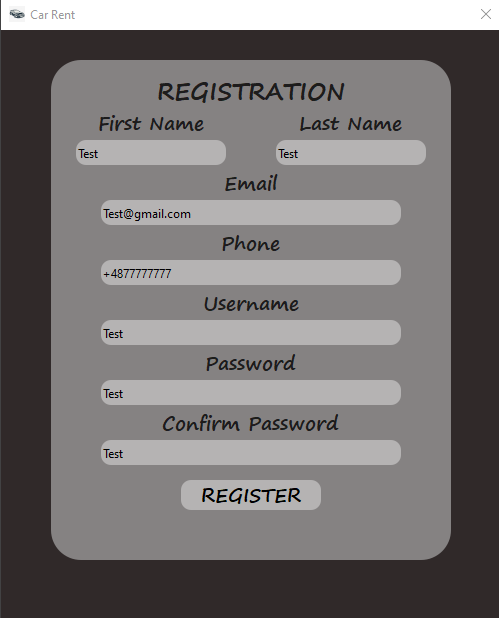 Car Rent
REGISTRATION
First Name Last Name
Test Test
Email
Test@gmail.com
Phone
+4877777777
Username
Test
Password
Test
Confirm Password
Test
REGISTER